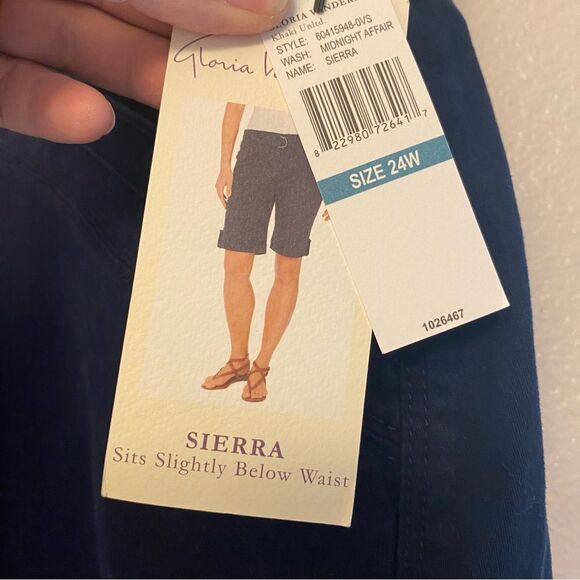 Gloria
SIERRA
Sits Slightly Below Waist
GLORIA VANDER
Khaki Unltd.
STYLE: 60415948-0VS
WASH: MIDNIGHT AFFAIR
NAME: SIERRA
8 22980 72641 7
SIZE 24W
1026467